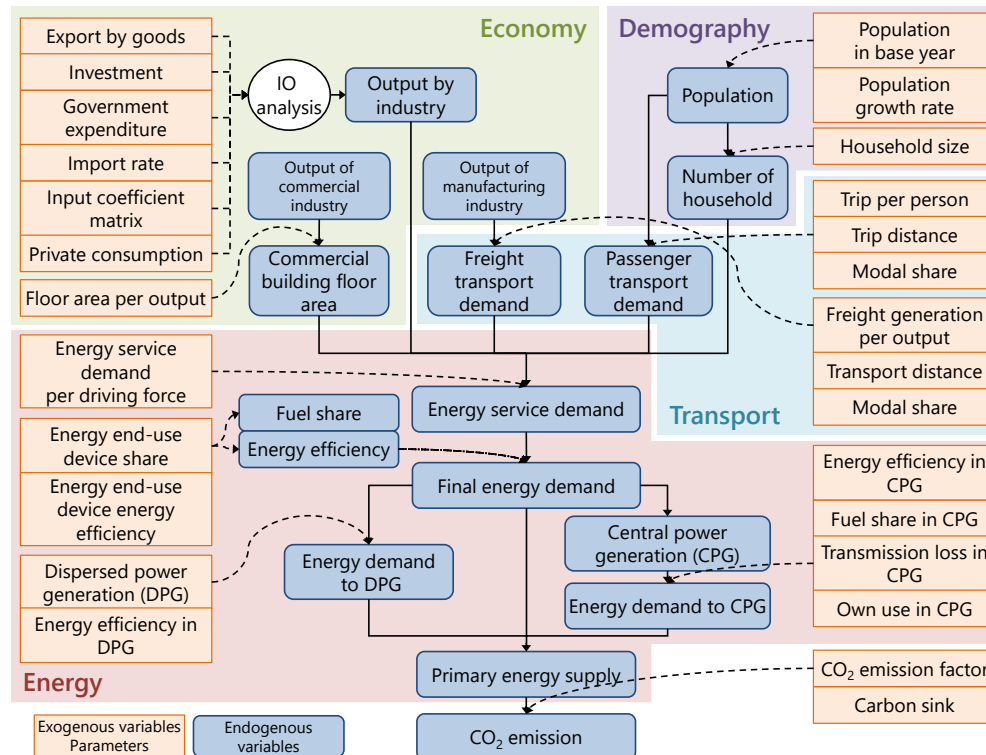 Economy
Demography
Export by goods
Investment
Government
expenditure
Import rate
Input coefficient
matrix
Private consumption
Floor area per output
IO
analysis
Output by
industry
Output of
commercial
industry
Output of
manufacturing
industry
Commercial
building floor
area
Freight
transport
demand
Passenger
transport
demand
Population
Number of
household
Population
in base year
Population
growth rate
Household size
Trip per person
Trip distance
Modal share
Freight generation
per output
Transport distance
Modal share
Transport
Energy service
demand
per driving force
Energy end-use
device share
Energy end-use
device energy
efficiency
Fuel share
Energy efficiency
Energy service demand
Final energy demand
Dispersed power
generation (DPG)
Energy efficiency in
DPG
Energy demand
to DPG
Central power
generation (CPG)
Energy demand to CPG
Energy efficiency in
CPG
Fuel share in CPG
Transmission loss in
CPG
Own use in CPG
Energy
Primary energy supply
CO₂ emission
CO₂ emission factor
Carbon sink
Exogenous variables
Parameters
Endogenous
variables